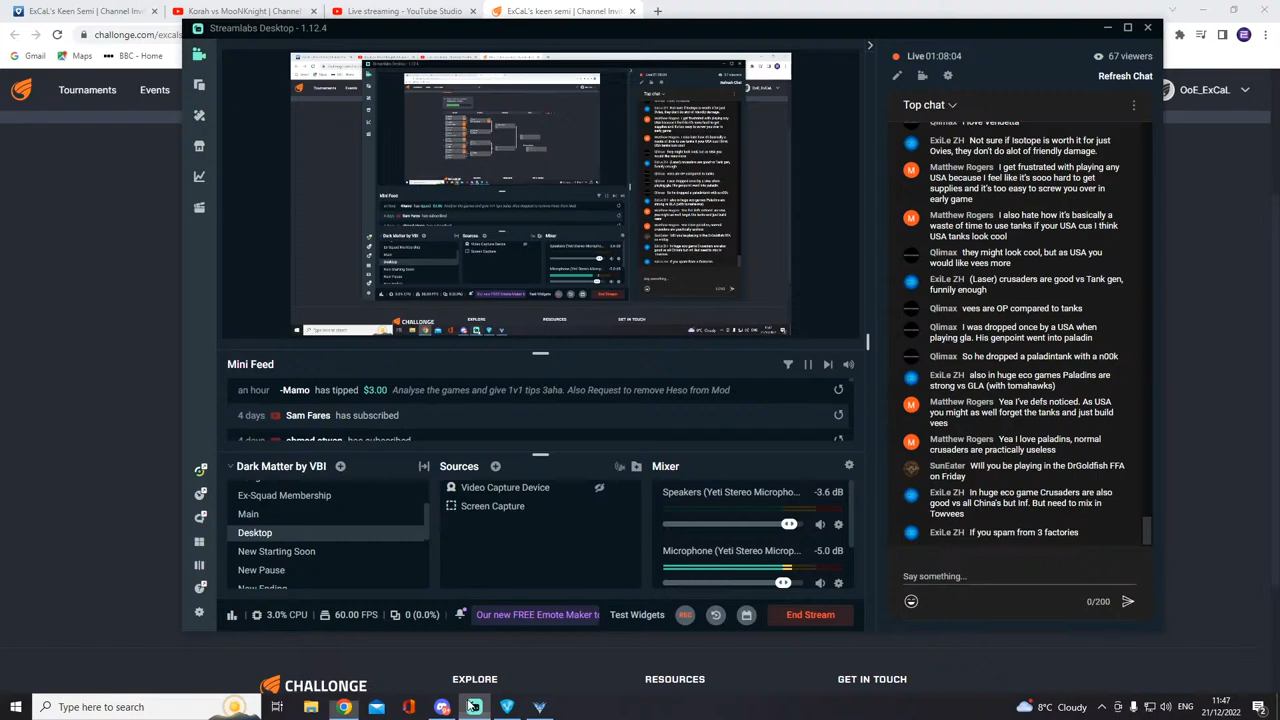 ExCaL's Keen Semi | Channel Inv
Korah vs MooNKnight | Channel
Live streaming - YouTube Studio
ExCaL's keen semi | Channel Invit
challonge.com/excals
Gmail
Maps
BBC -
Tournaments
Events
OoE_ExCaL
Streamlabs Desktop - 1.12.4
Live 01:08:04
viewers
Refresh Chat
Top chat
Qlimax I love Vendetta
ExiLe ZH Not sure if Isotope is worth it for just
Ovies, they don't do alot of friendly damage.
Matthew Rogers I get frustrated with playing any
USA because I feel like it's sooo hard to get
supplies and it's too easy to screw you over in
early game
Matthew Rogers I also hate how it's basically a
waste of time to use tanks if your USA cus I think
USA tanks look cool
Qlimax they might look cool, but as USA you
would like vees more
ExiLe ZH (Laser) Crusaders are good vs Tank gen,
funnily enough
Qlimax vees are OP compared to tanks
Qlimax I was dropped once by a USA when
playing gla. His genpoint went into paladin
Qlimax So he dropped a paladintank with a n00k
ExiLe ZH also in huge eco games Paladins are
strong vs GLA (with tomahawks)
Matthew Rogers Yea I've defs noticed. As USA
you might as well forget the tanks and just build
vees
Matthew Rogers Yea I love paladins, normal
crusaders are practically useless
SunEater Will you be playing in the DrGoldfish FFA
on Friday
ExiLe ZH In huge eco game Crusaders are also
good vs all China's but Inf. But need to mix in
Towvees
ExiLe ZH If you spam from 3 factories
Say something...
0/200
Mini Feed
an hour -Mamo has tipped $3.00 Analyse the games and give 1v1 tips 3aha. Also Request to remove Heso from Mod
4 days Sam Fares has subscribed
4 days ahmed atwan has subscribed
Dark Matter by VBI
Ex-Squad Membership
Main
Desktop
New Starting Soon
New Pause
New Ending
Sources
Video Capture Device
Screen Capture
Mixer
Speakers (Yeti Stereo Micropho... -3.6 dB
Microphone (Yeti Stereo Microp... -5.0 dB
3.0% CPU
60.00 FPS
0 (0.0%)
Our new FREE Emote Maker to
Test Widgets
REC
End Stream
CHALLONGE
EXPLORE
RESOURCES
GET IN TOUCH
Type here to search
8°C Cloudy
11:47
21/12/2022